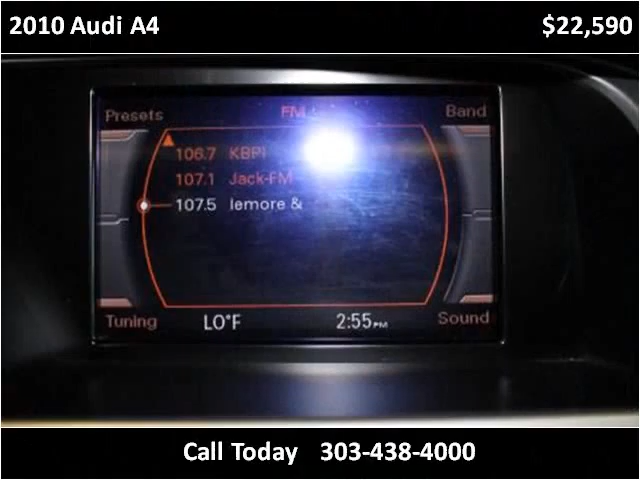 2010 Audi A4 $22,590
Presets FM Band
106.7 KBPI
107.1 Jack-FM
107.5 lemore &
Tuning LO°F 2:55PM Sound
Call Today 303-438-4000